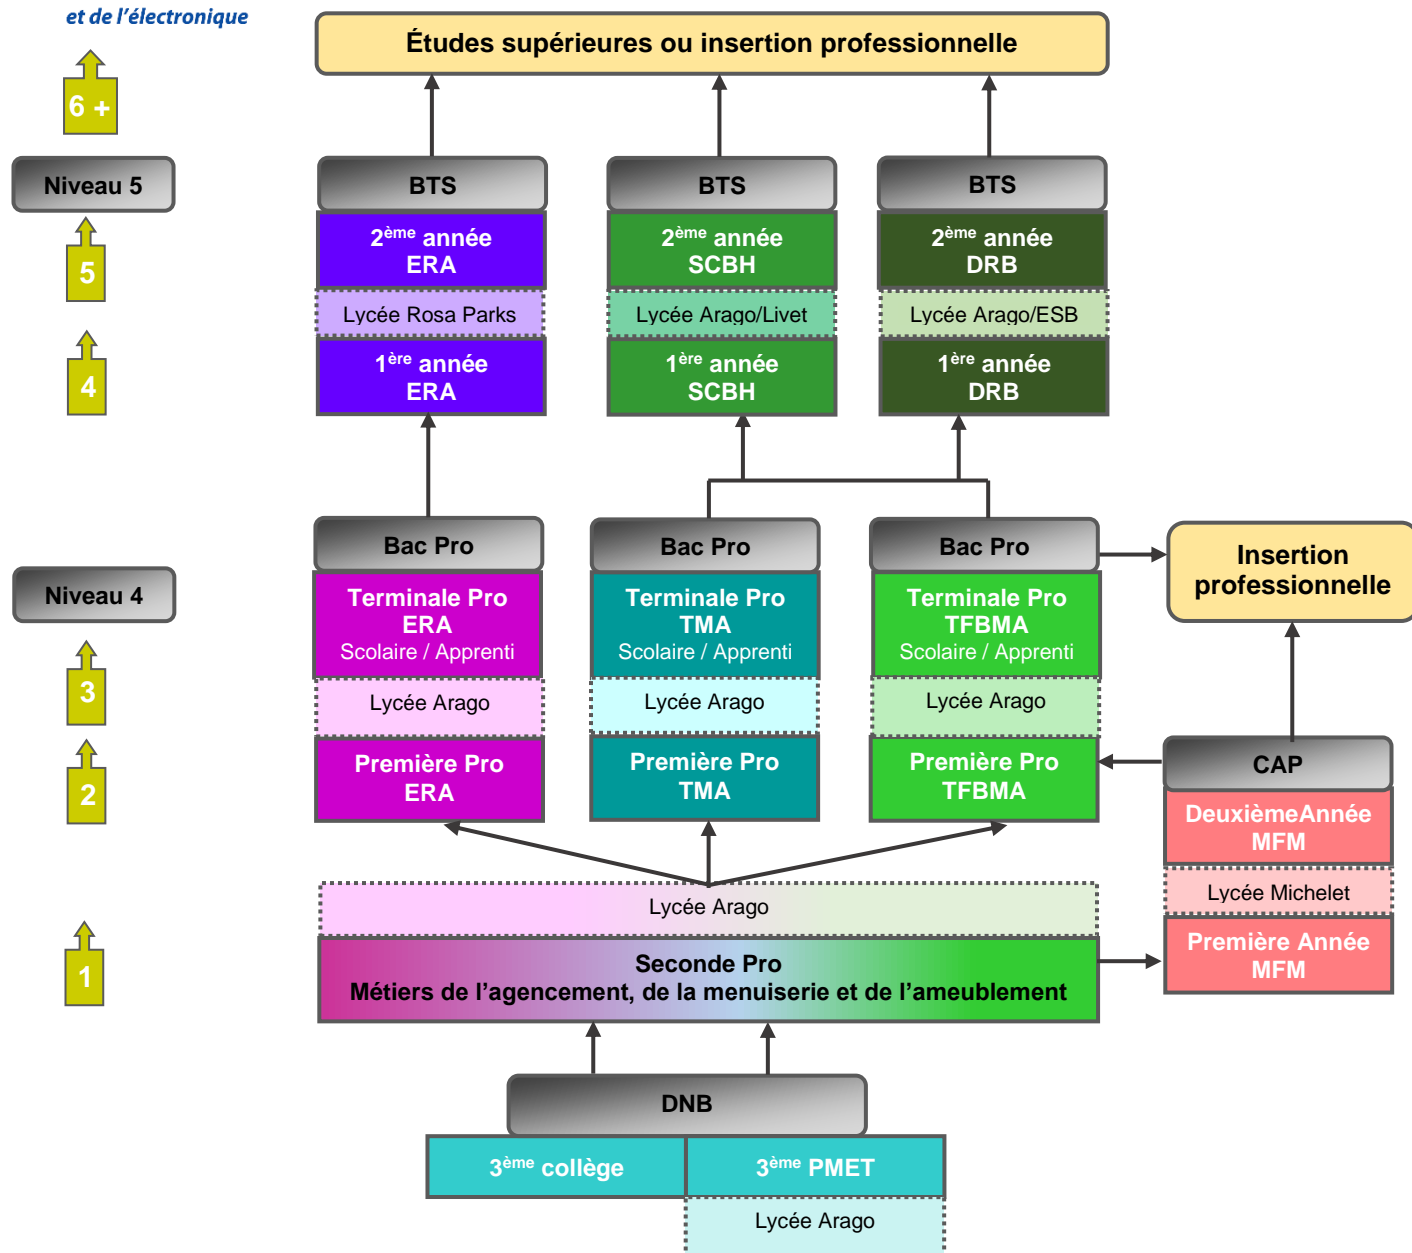 et de l'électronique
Études supérieures ou insertion professionnelle
6 +
Niveau 5
BTS
BTS
BTS
5
2ème année
ERA
2ème année
SCBH
2ème année
DRB
Lycée Rosa Parks
Lycée Arago/Livet
Lycée Arago/ESB
4
1ère année
ERA
1ère année
SCBH
1ère année
DRB
Bac Pro
Bac Pro
Bac Pro
Insertion
professionnelle
Niveau 4
Terminale Pro
ERA
Scolaire / Apprenti
Terminale Pro
TMA
Scolaire / Apprenti
Terminale Pro
TFBMA
Scolaire / Apprenti
3
Lycée Arago
Lycée Arago
Lycée Arago
2
Première Pro
ERA
Première Pro
TMA
Première Pro
TFBMA
CAP
DeuxièmeAnnée
MFM
Lycée Michelet
Première Année
MFM
Lycée Arago
1
Seconde Pro
Métiers de l'agencement, de la menuiserie et de l'ameublement
DNB
3ème collège
3ème PMET
Lycée Arago